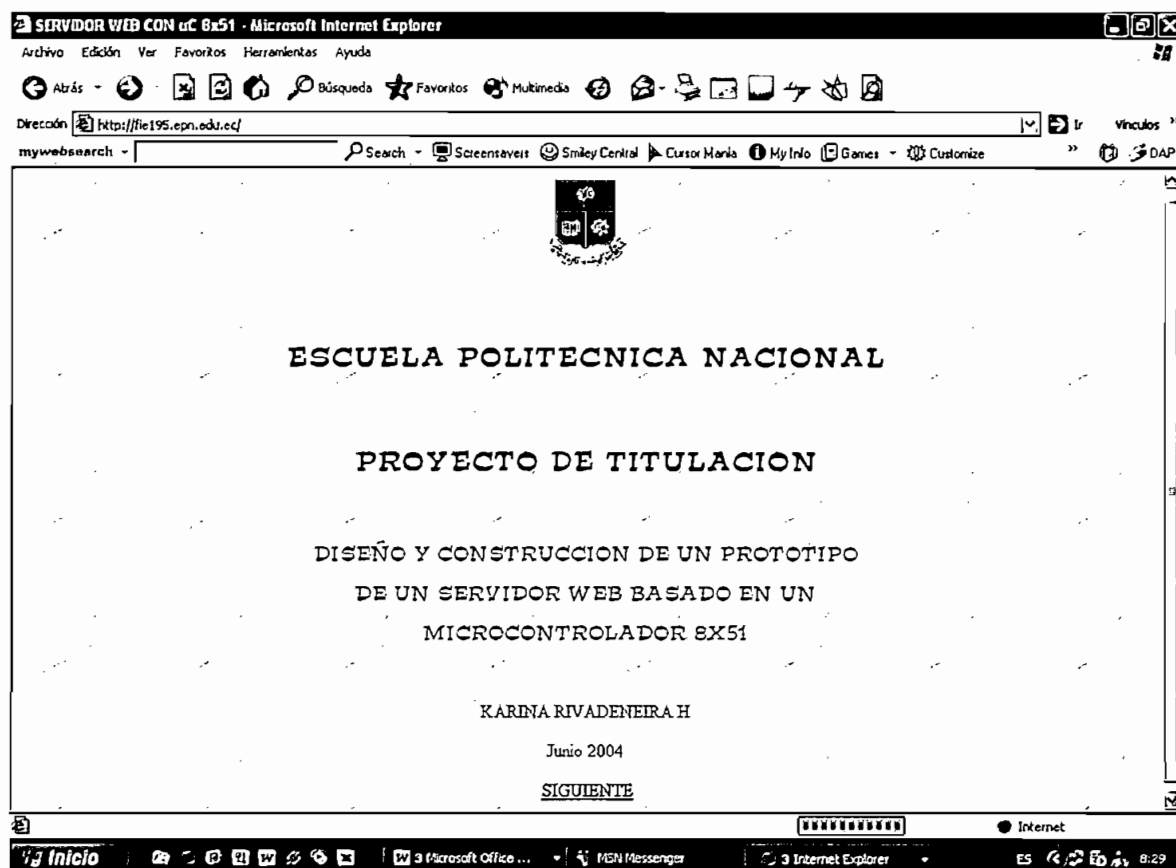 SERVIDOR WEB CON uC 8x51 - Microsoft Internet Explorer
Archivo Edición Ver Favoritos Herramientas Ayuda
Atrás Búsqueda Favoritos Multimedia
Dirección http://fie195.epn.edu.ec/ Ir Vínculos »
mywebsearch Search Screensavers Smiley Central Cursor Mania My Info Games Customize » DAP
ESCUELA POLITECNICA NACIONAL
PROYECTO DE TITULACION
DISEÑO Y CONSTRUCCION DE UN PROTOTIPO
DE UN SERVIDOR WEB BASADO EN UN
MICROCONTROLADOR 8X51
KARINA RIVADENEIRA H
Junio 2004
SIGUIENTE
Internet
Inicio 3 Microsoft Office ... MSN Messenger 3 Internet Explorer ES 8:29